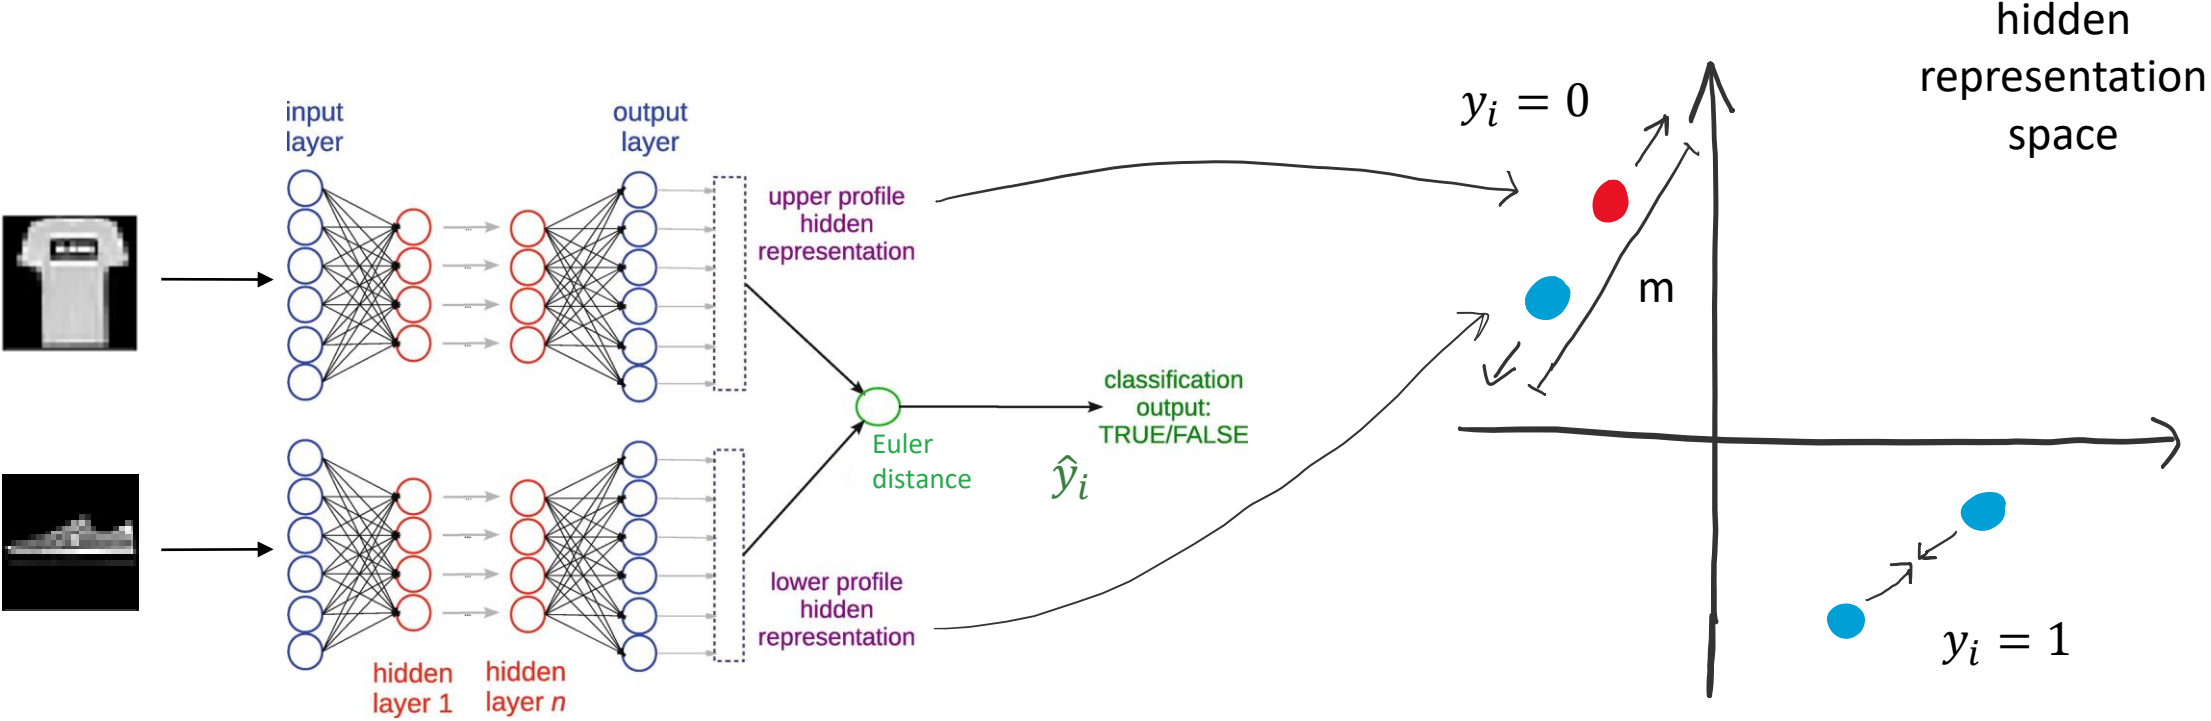 input
layer
output
layer
upper profile
hidden
representation
Euler
distance
classification
output:
TRUE/FALSE
ŷᵢ
lower profile
hidden
representation
hidden
layer 1
hidden
layer n
yᵢ = 0
m
hidden
representation
space
yᵢ = 1